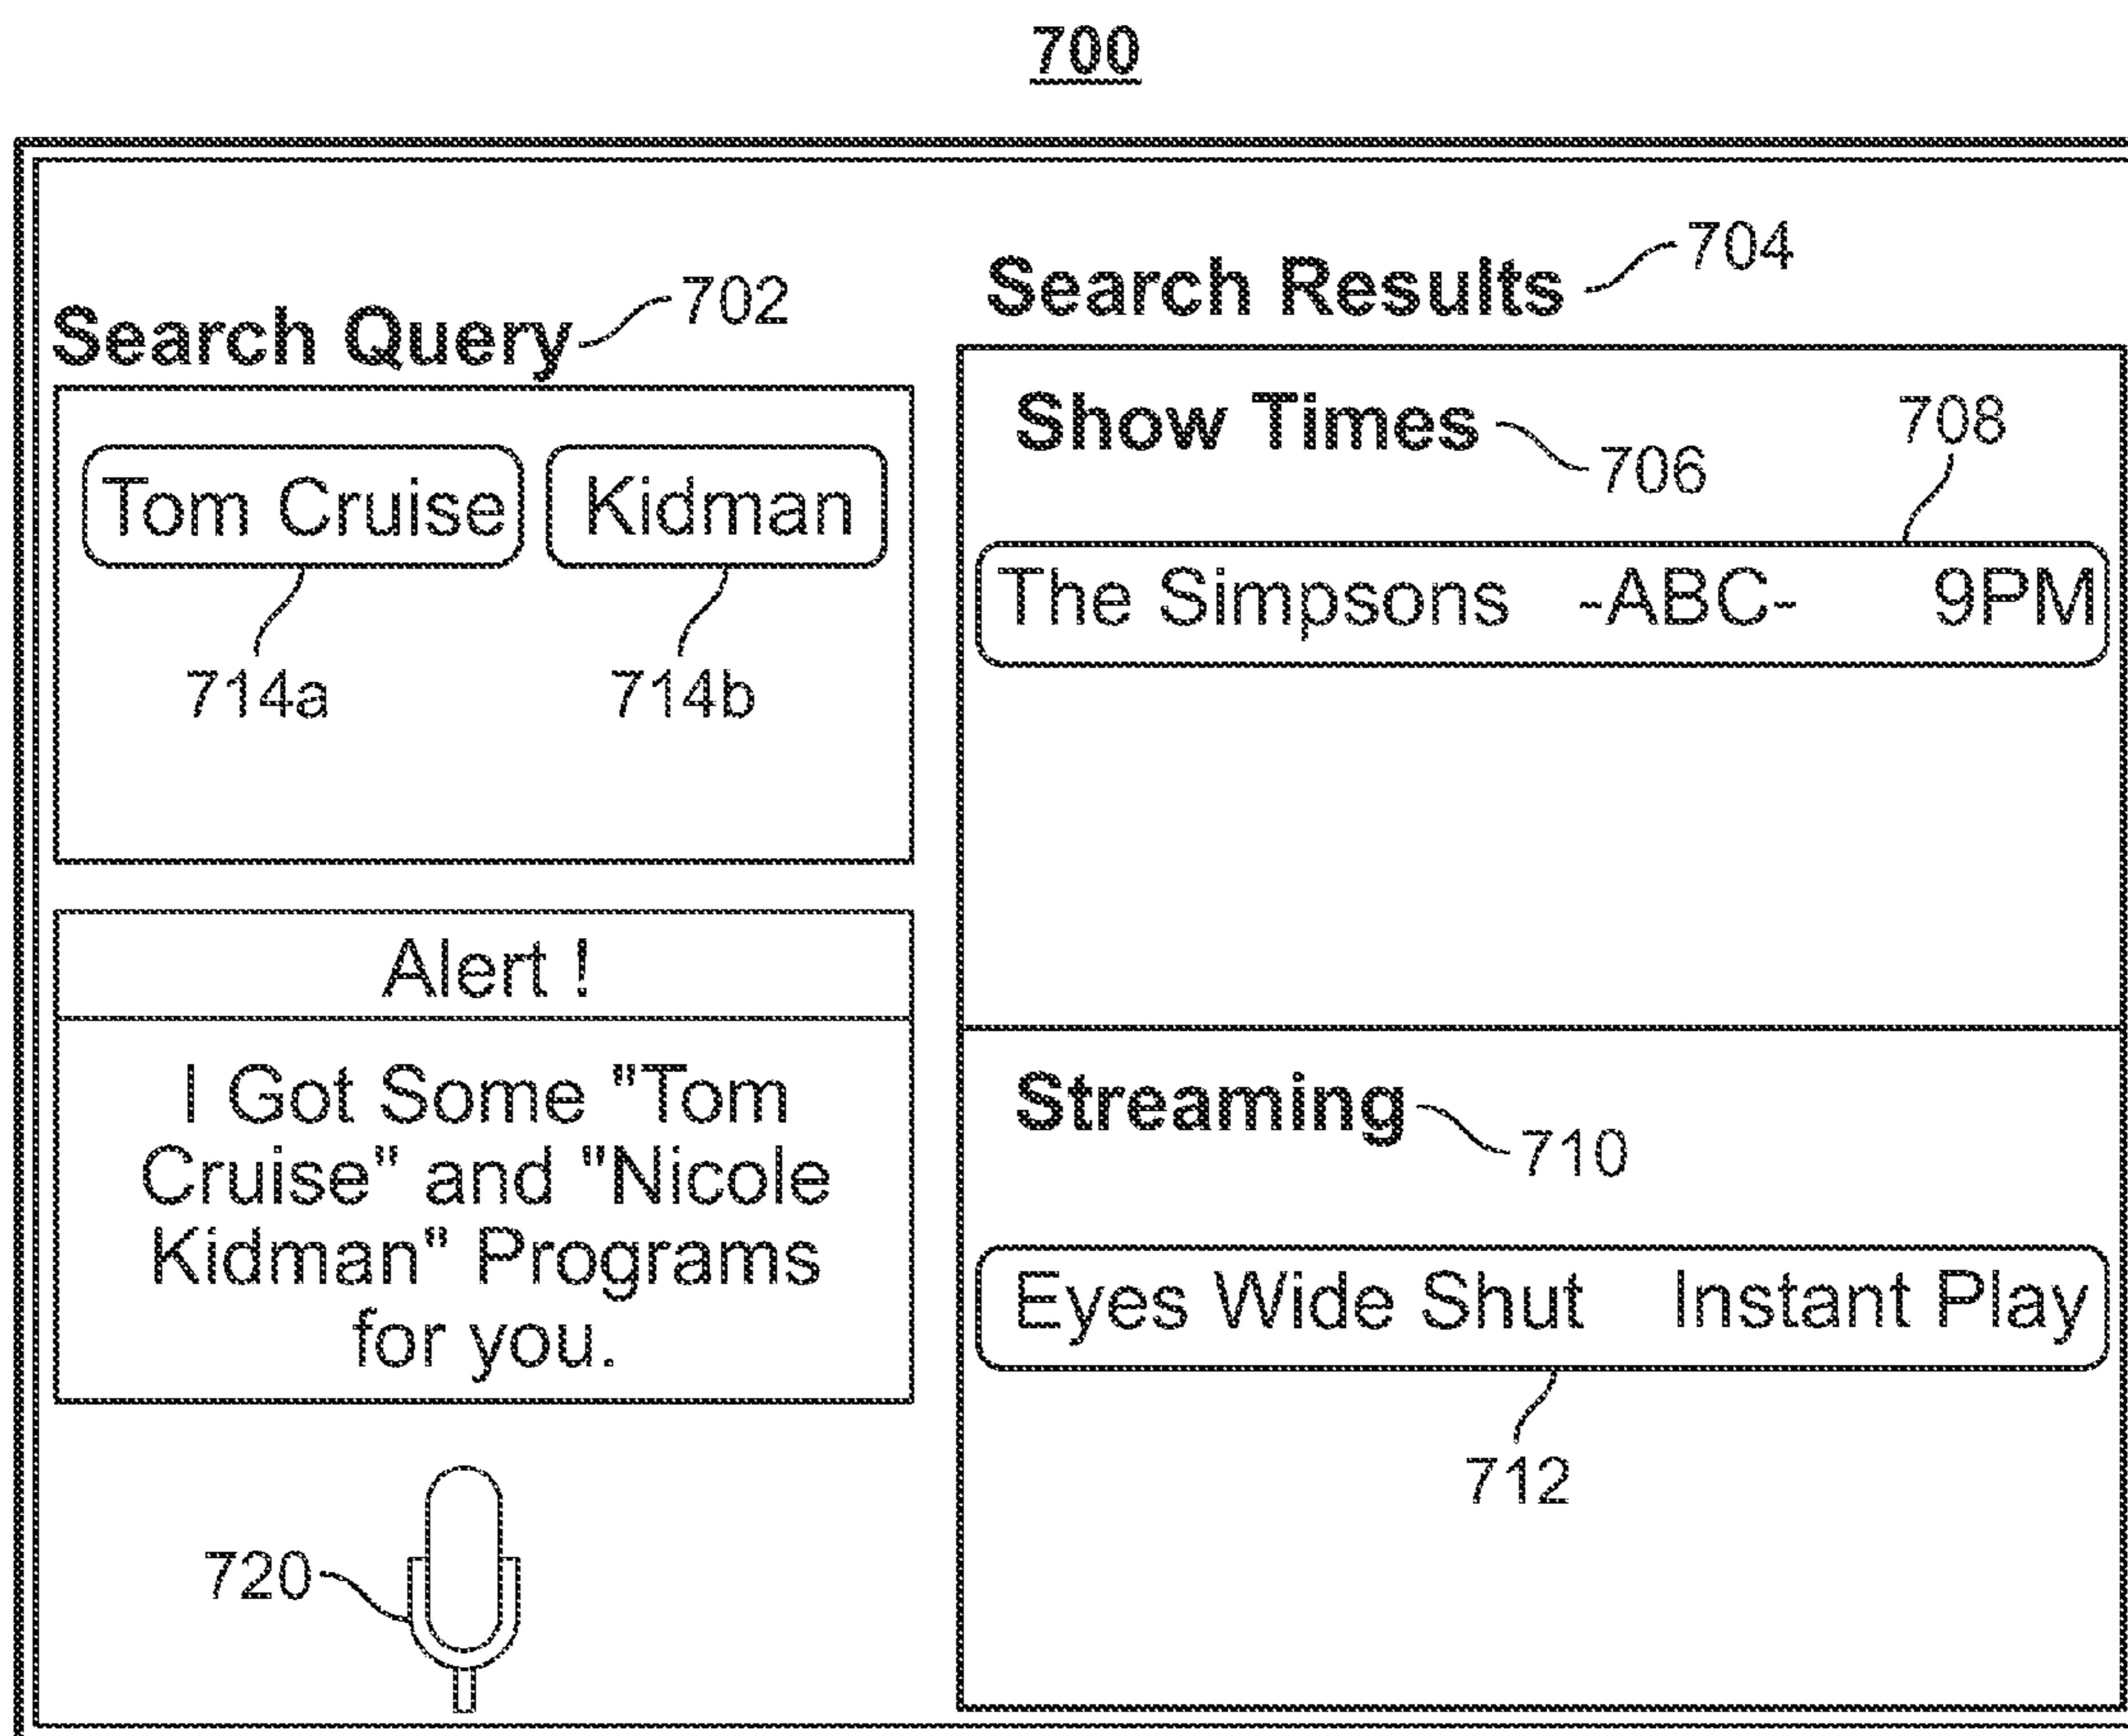 700
Search Query 702
Tom Cruise Kidman
714a 714b
Alert !
I Got Some "Tom
Cruise" and "Nicole
Kidman" Programs
for you.
720
Search Results 704
Show Times 706
708
The Simpsons -ABC- 9PM
Streaming 710
Eyes Wide Shut Instant Play
712